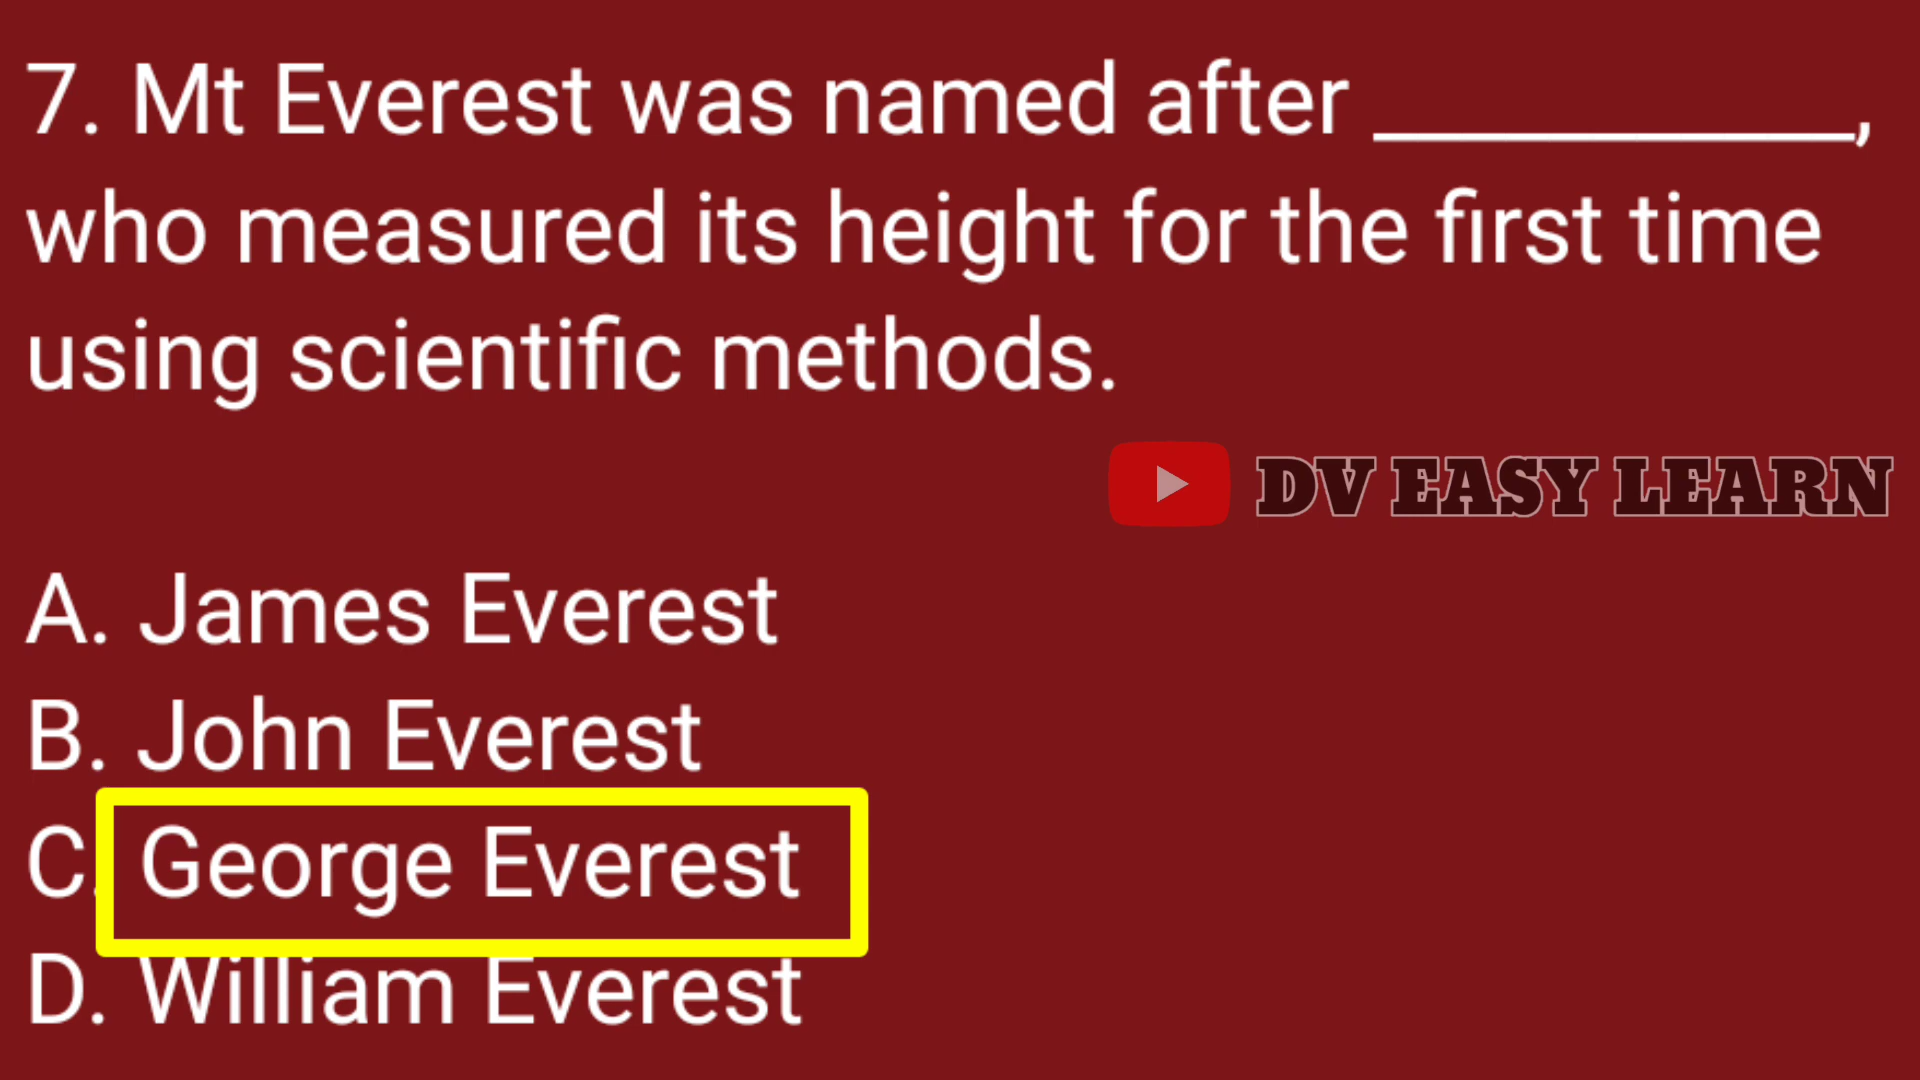 7. Mt Everest was named after ____________,
who measured its height for the first time
using scientific methods.
DV EASY LEARN
A. James Everest
B. John Everest
C. George Everest
D. William Everest